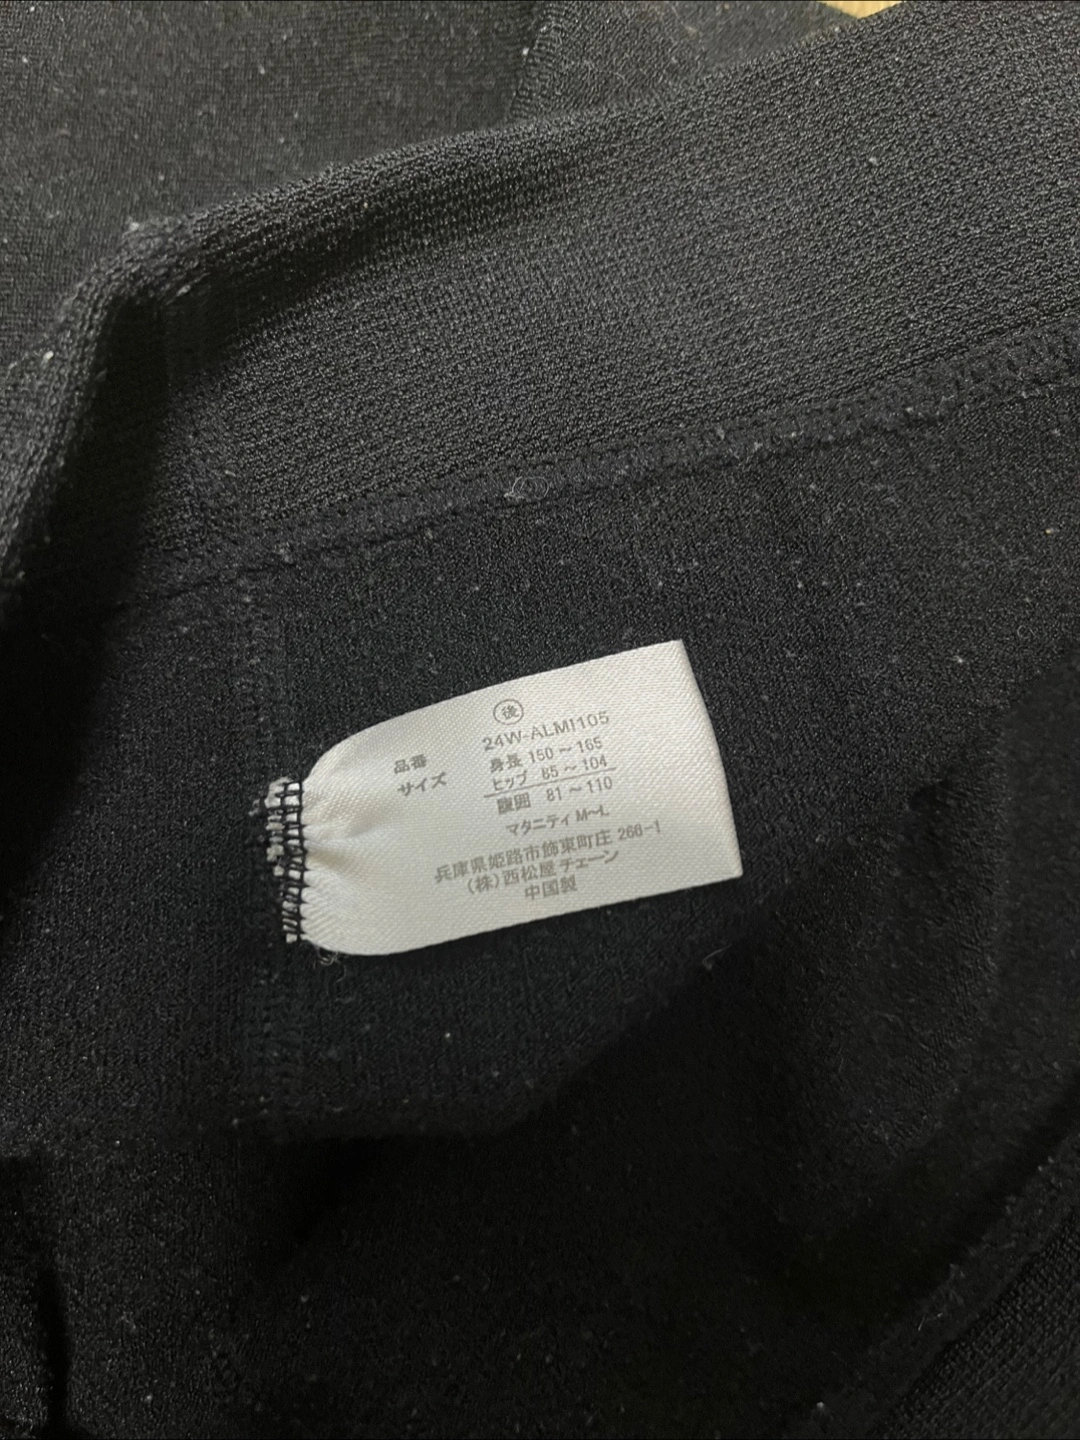 後
品番 24W-ALMI105
サイズ 身長 150～165
ヒップ 85～104
腹囲 81～110
マタニティ M～L
兵庫県姫路市飾東町庄 266-1
(株)西松屋チェーン
中国製